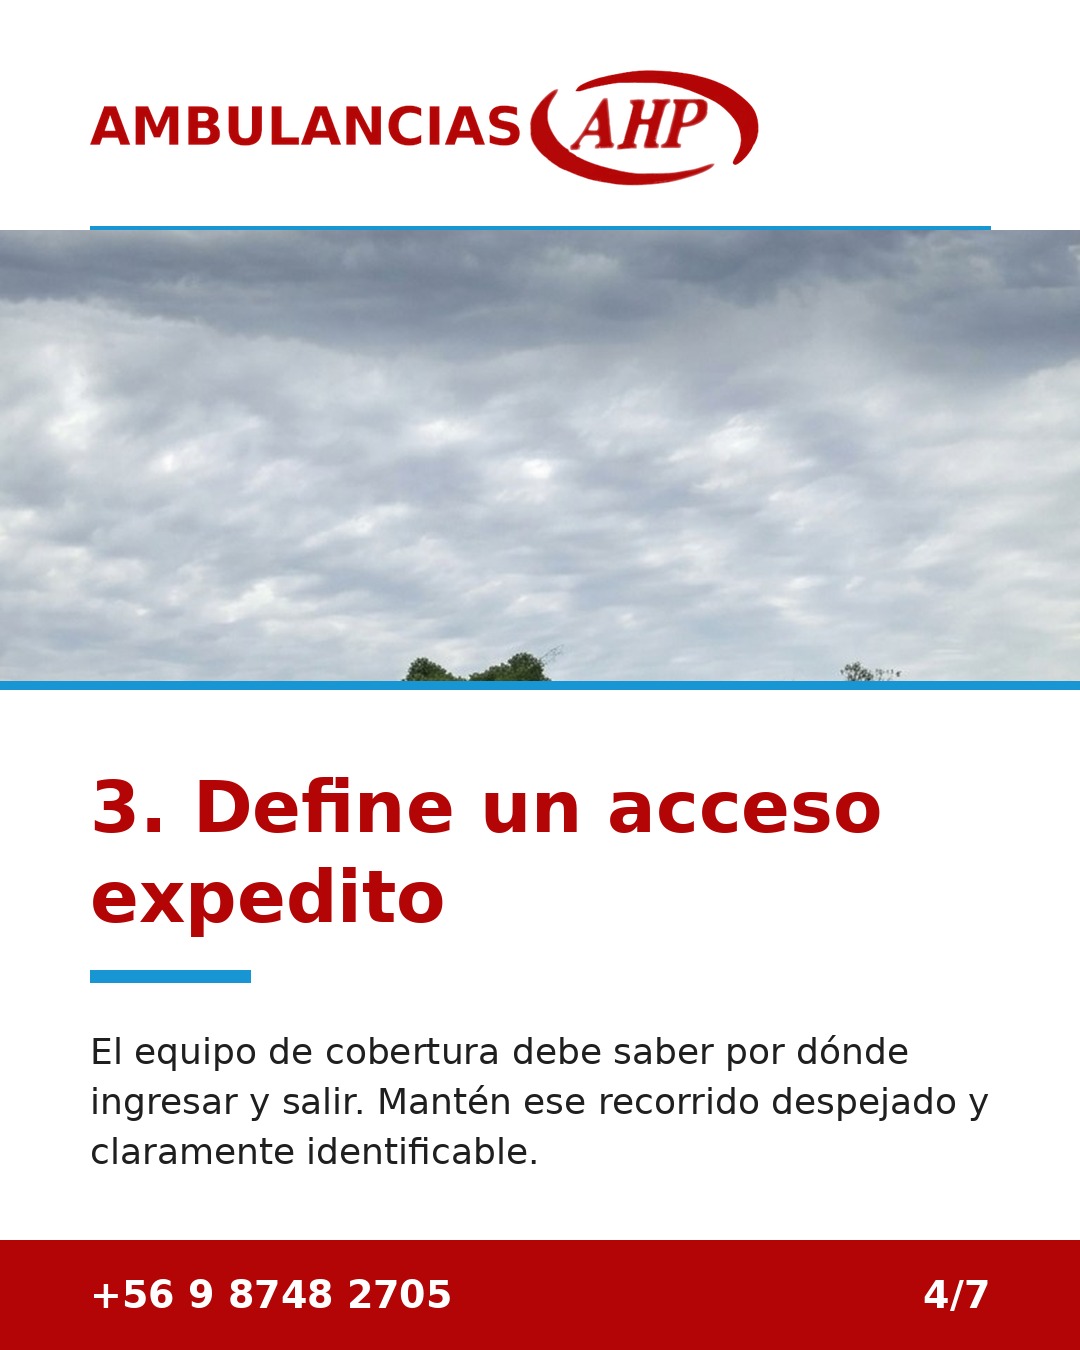 AMBULANCIAS AHP
3. Define un acceso
expedito
El equipo de cobertura debe saber por dónde
ingresar y salir. Mantén ese recorrido despejado y
claramente identificable.
+56 9 8748 2705
4/7